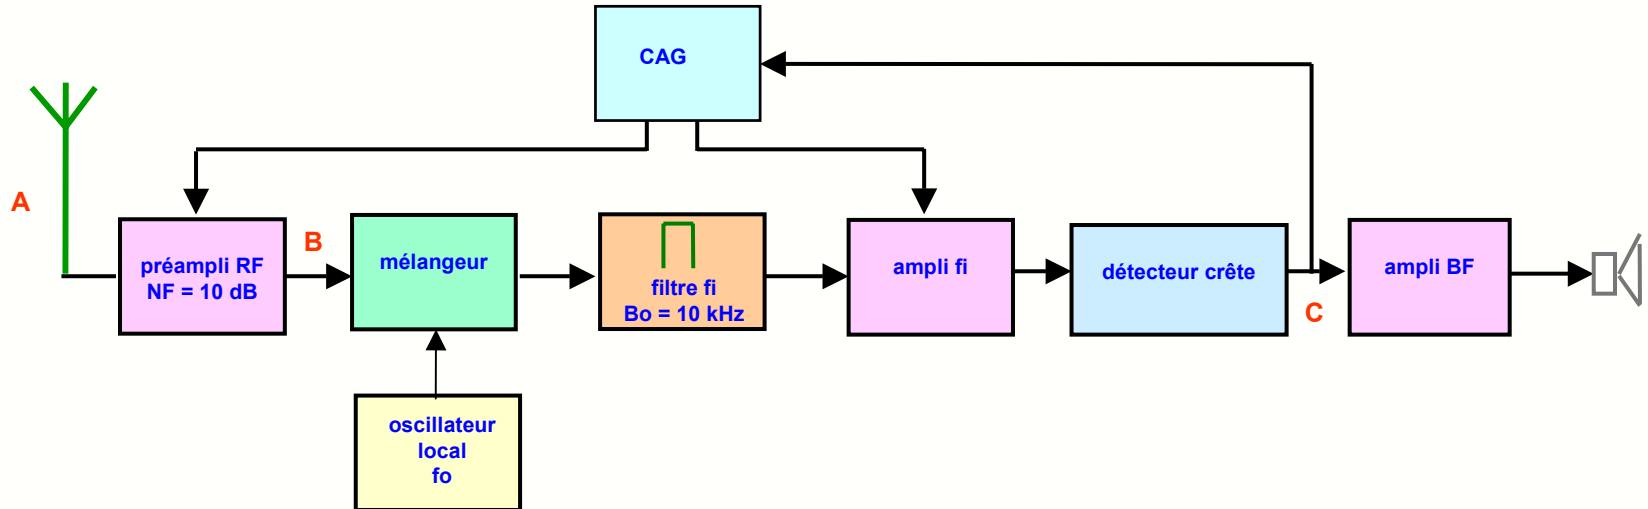 CAG
A
préampli RF
NF = 10 dB
B
mélangeur
filtre fi
Bo = 10 kHz
ampli fi
détecteur crête
C
ampli BF
oscillateur
local
fo